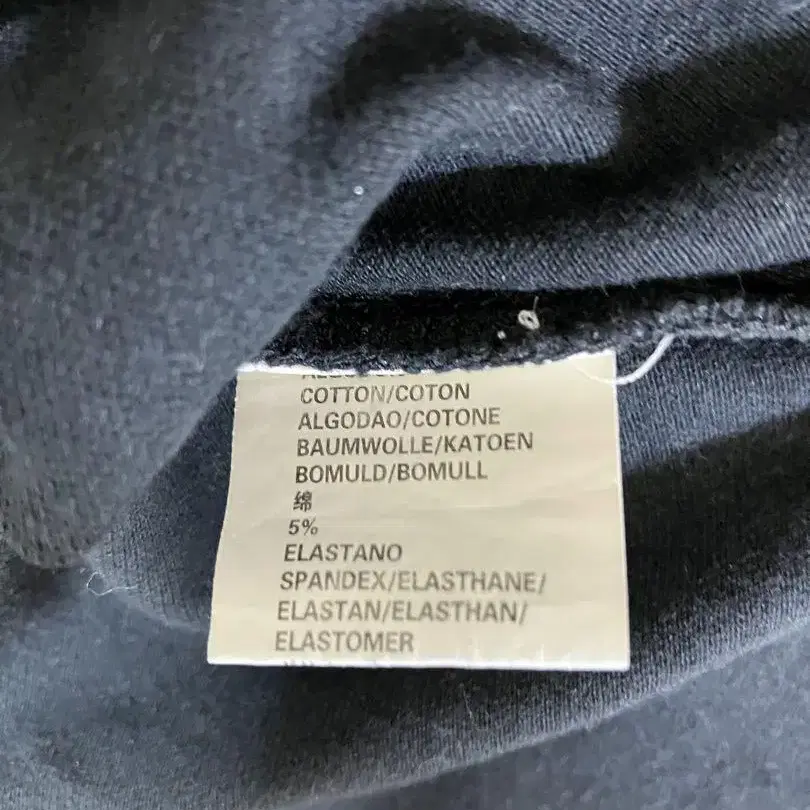 COTTON/COTON
ALGODAO/COTONE
BAUMWOLLE/KATOEN
BOMULD/BOMULL
绵
5%
ELASTANO
SPANDEX/ELASTHANE/
ELASTAN/ELASTHAN/
ELASTOMER